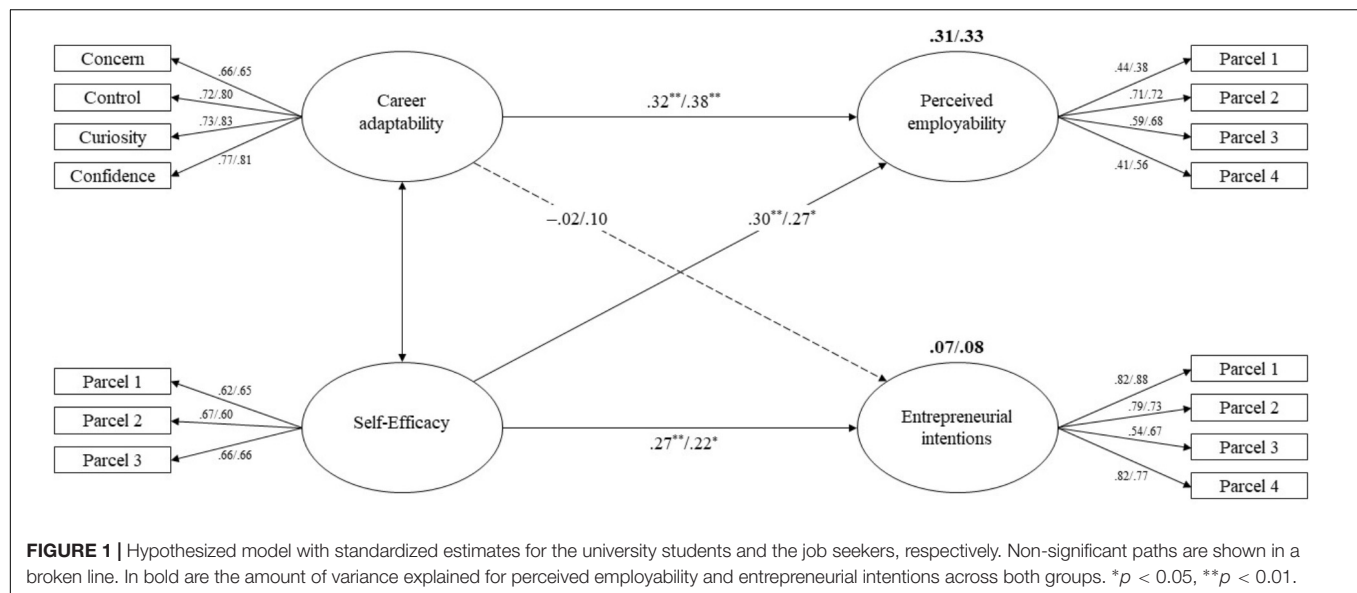 .31/.33
Concern
Control
Curiosity
Confidence
.66/.65
.72/.80
.73/.83
.77/.81
Career
adaptability
.32**/.38**
Perceived
employability
.44/.38
.71/.72
.59/.68
.41/.56
Parcel 1
Parcel 2
Parcel 3
Parcel 4
–.02/.10
.30**/.27*
.07/.08
Parcel 1
Parcel 2
Parcel 3
.62/.65
.67/.60
.66/.66
Self-Efficacy
.27**/.22*
Entrepreneurial
intentions
.82/.88
.79/.73
.54/.67
.82/.77
Parcel 1
Parcel 2
Parcel 3
Parcel 4
FIGURE 1 | Hypothesized model with standardized estimates for the university students and the job seekers, respectively. Non-significant paths are shown in a
broken line. In bold are the amount of variance explained for perceived employability and entrepreneurial intentions across both groups. *p < 0.05, **p < 0.01.